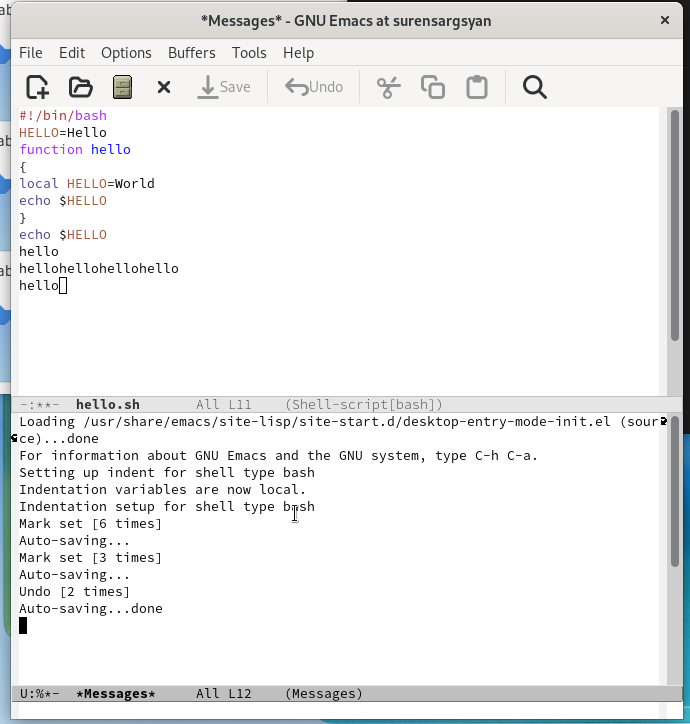 *Messages* - GNU Emacs at surensargsyan
File Edit Options Buffers Tools Help
Save Undo
#!/bin/bash
HELLO=Hello
function hello
{
local HELLO=World
echo $HELLO
}
echo $HELLO
hello
hellohellohellohello
hello
-:**- hello.sh All L11 (Shell-script[bash])
Loading /usr/share/emacs/site-lisp/site-start.d/desktop-entry-mode-init.el (sour
ce)...done
For information about GNU Emacs and the GNU system, type C-h C-a.
Setting up indent for shell type bash
Indentation variables are now local.
Indentation setup for shell type bash
Mark set [6 times]
Auto-saving...
Mark set [3 times]
Auto-saving...
Undo [2 times]
Auto-saving...done
U:%*- *Messages* All L12 (Messages)